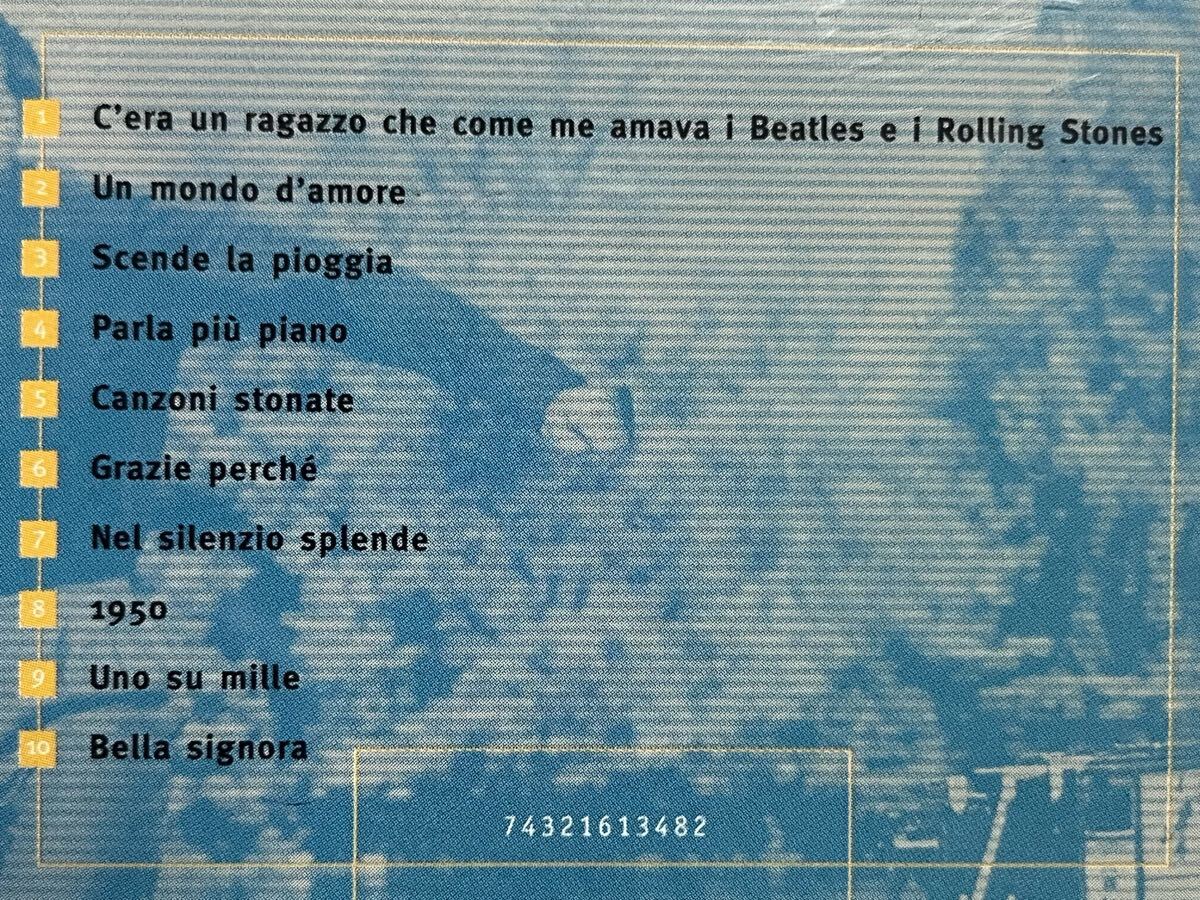 1 C'era un ragazzo che come me amava i Beatles e i Rolling Stones
2 Un mondo d'amore
3 Scende la pioggia
4 Parla più piano
5 Canzoni stonate
6 Grazie perché
7 Nel silenzio splende
8 1950
9 Uno su mille
10 Bella signora
74321613482